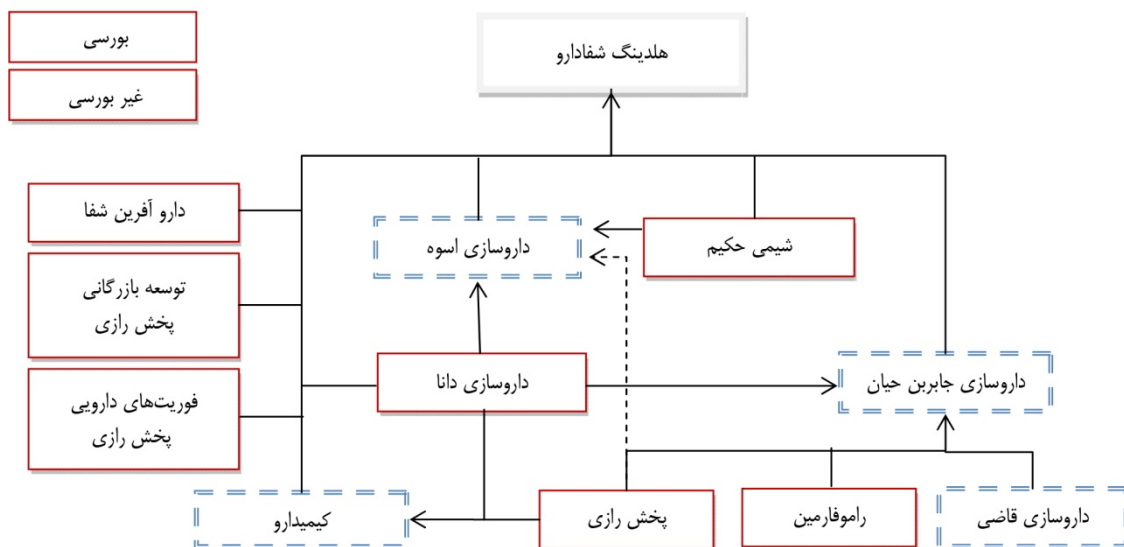 بورسی
غیر بورسی
هلدینگ شفادارو
دارو آفرین شفا
توسعه بازرگانی
پخش رازی
فوریت‌های دارویی
پخش رازی
داروسازی اسوه
شیمی حکیم
داروسازی دانا
داروسازی جابربن حیان
کیمیدارو
پخش رازی
راموفارمین
داروسازی قاضی